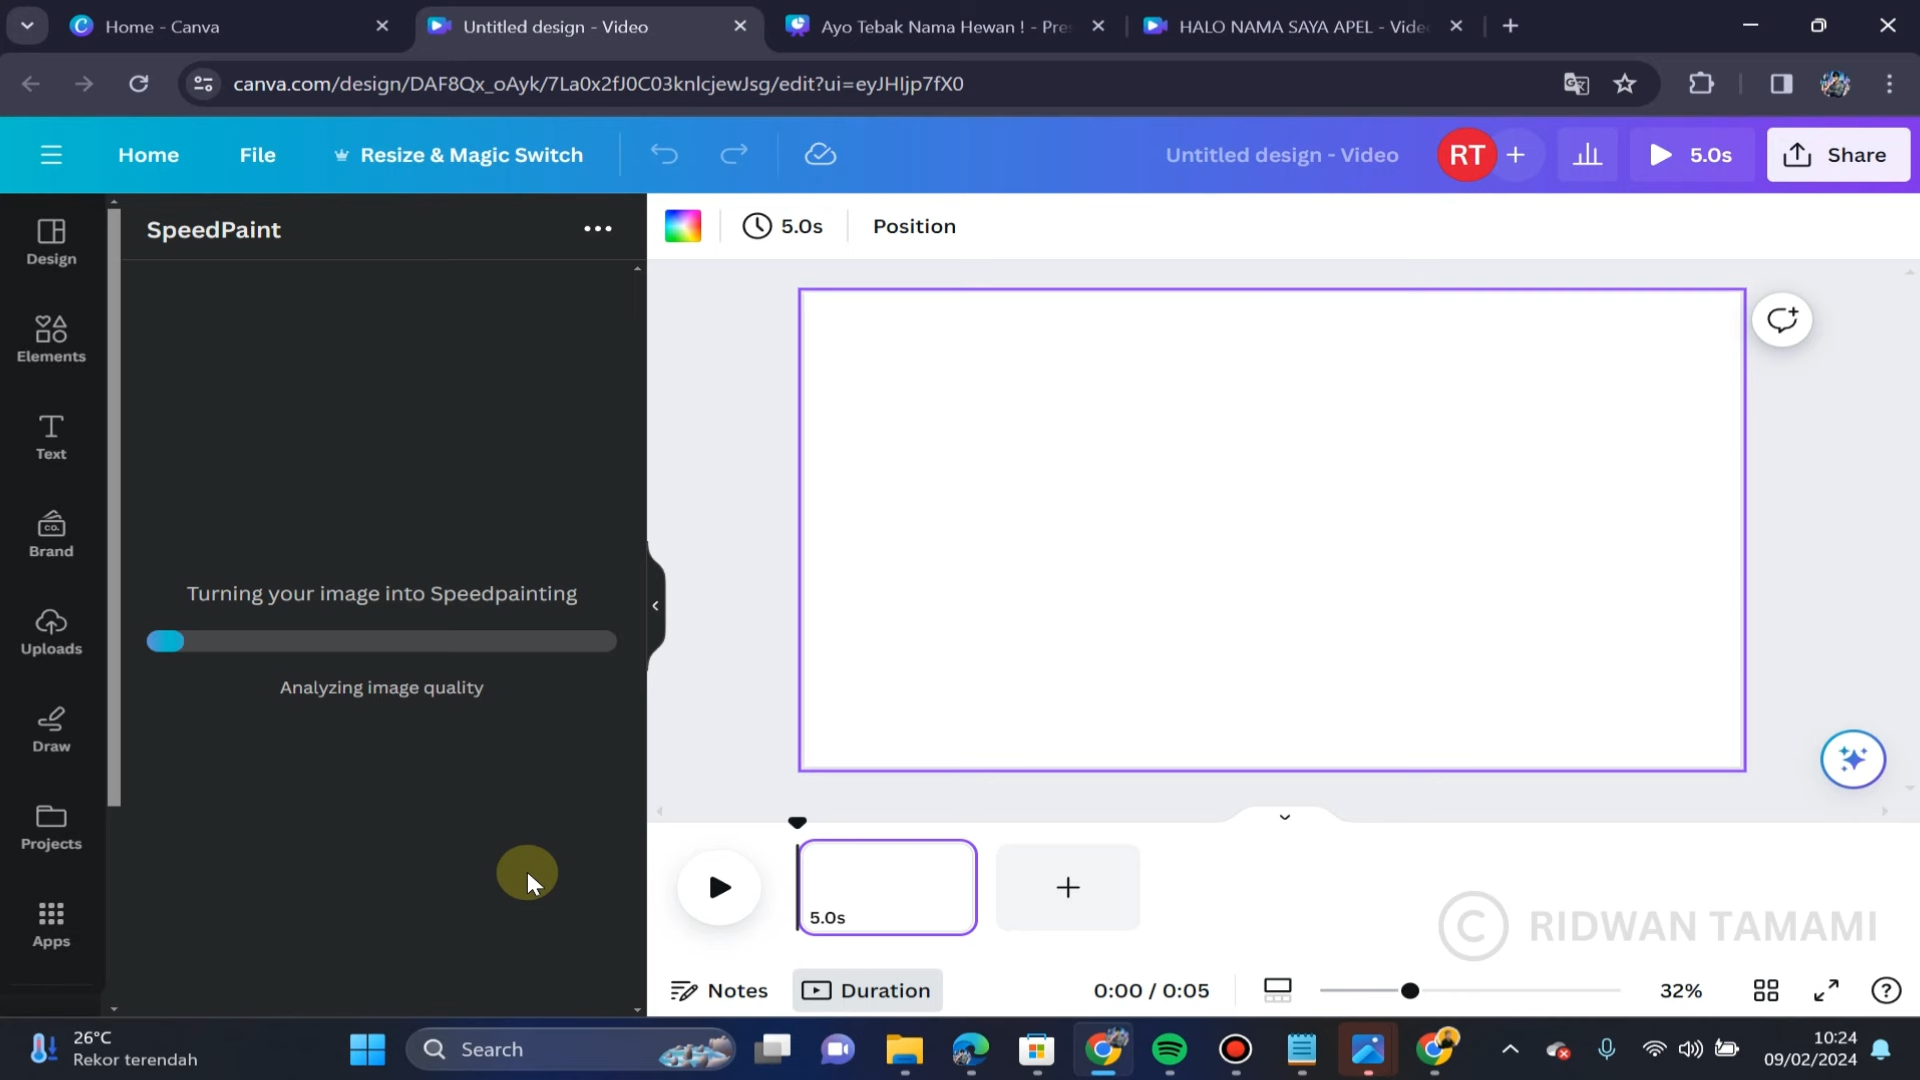 Home - Canva
Untitled design - Video
Ayo Tebak Nama Hewan ! - Pres
HALO NAMA SAYA APEL - Vide
canva.com/design/DAF8Qx_oAyk/7La0x2fJ0C03knlcjewJsg/edit?ui=eyJHIjp7fX0
Home
File
Resize & Magic Switch
Untitled design - Video
RT
5.0s
Share
Design
Elements
Text
CO.
Brand
Uploads
Draw
Projects
Apps
SpeedPaint
5.0s
Position
Turning your image into Speedpainting
Analyzing image quality
5.0s
© RIDWAN TAMAMI
Notes
Duration
0:00 / 0:05
32%
26°C
Rekor terendah
Search
10:24
09/02/2024